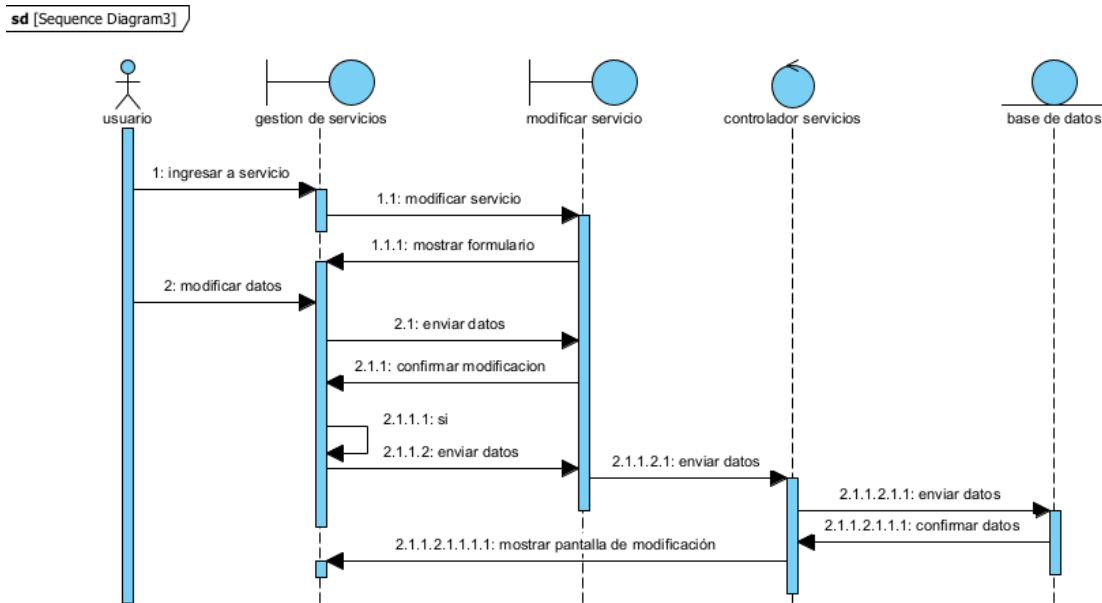 sd [Sequence Diagram3]
usuario
gestion de servicios
modificar servicio
controlador servicios
base de datos
1: ingresar a servicio
1.1: modificar servicio
1.1.1: mostrar formulario
2: modificar datos
2.1: enviar datos
2.1.1: confirmar modificacion
2.1.1.1: si
2.1.1.2: enviar datos
2.1.1.2.1: enviar datos
2.1.1.2.1.1: enviar datos
2.1.1.2.1.1.1: confirmar datos
2.1.1.2.1.1.1.1: mostrar pantalla de modificación